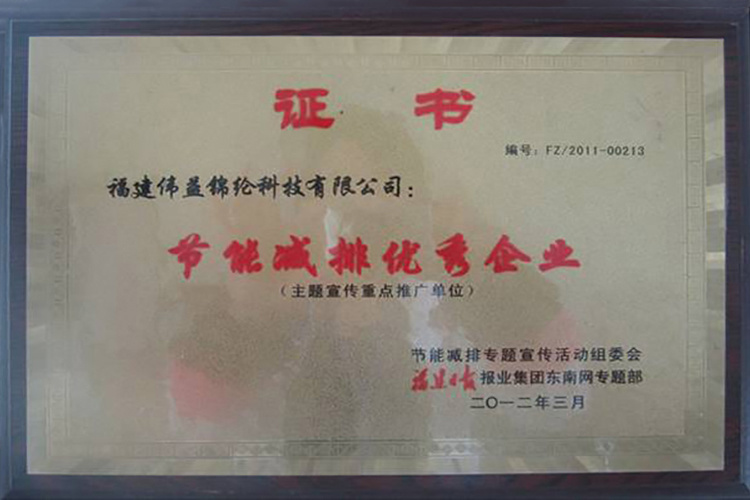 证书
编号：FZ/2011-00213
福建伟益锦纶科技有限公司：
节能减排优秀企业
（主题宣传重点推广单位）
节能减排专题宣传活动组委会
福建日报报业集团东南网专题部
二〇一二年三月